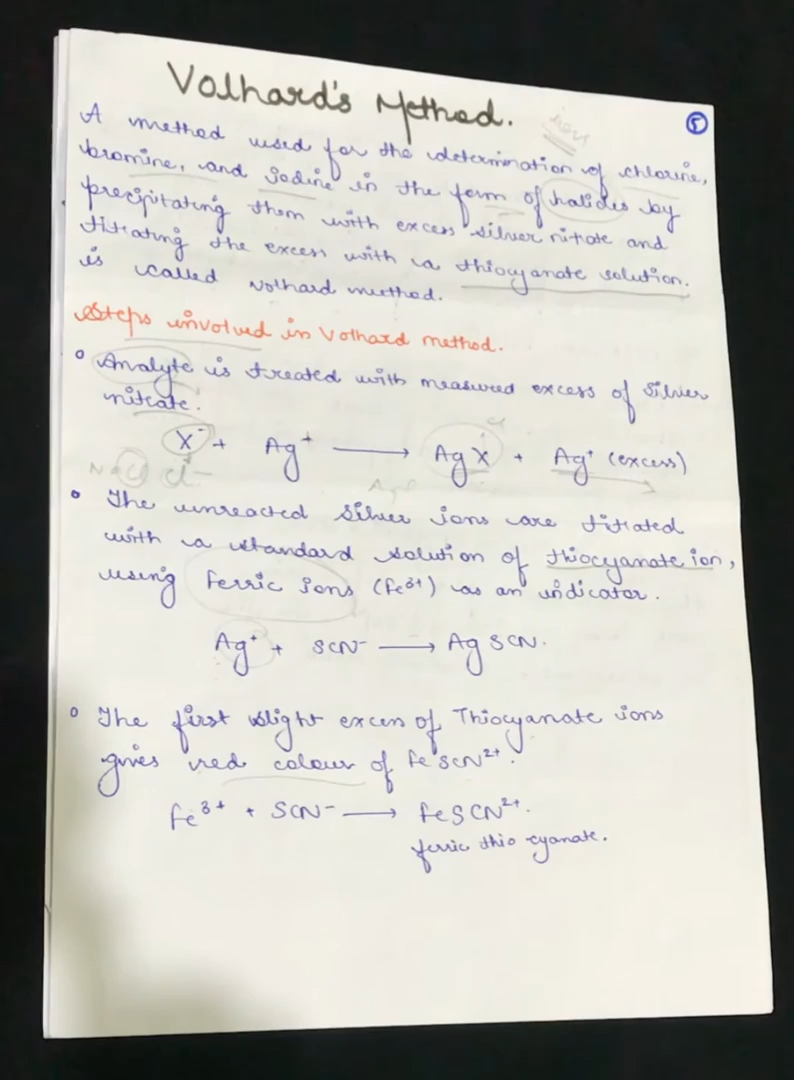 Volhard's Method.
5
A method used for the determination of chlorine,
bromine, and iodine in the form of halides by
precipitating them with excess silver nitrate and
titrating the excess with a thiocyanate solution.
is called volhard method.
Steps involved in Volhard method.
Analyte is treated with measured excess of silver
nitrate.
X⁻ + Ag⁺ ⟶ AgX + Ag⁺ (excess)
NaCl Cl⁻
The unreacted silver ions are titrated
with a standard solution of thiocyanate ion,
using Ferric ions (Fe³⁺) as an indicator.
Ag⁺ + SCN⁻ ⟶ AgSCN.
The first slight excess of Thiocyanate ions
gives red colour of FeSCN²⁺.
Fe³⁺ + SCN⁻ ⟶ FeSCN²⁺.
ferric thio cyanate.